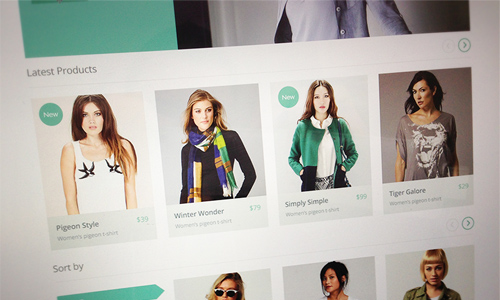 Latest Products
New
New
Pigeon Style $39
Women's pigeon t-shirt
Winter Wonder $79
Women's pigeon t-shirt
Simply Simple $99
Women's pigeon t-shirt
Tiger Galore $29
Women's pigeon t-shirt
Sort by